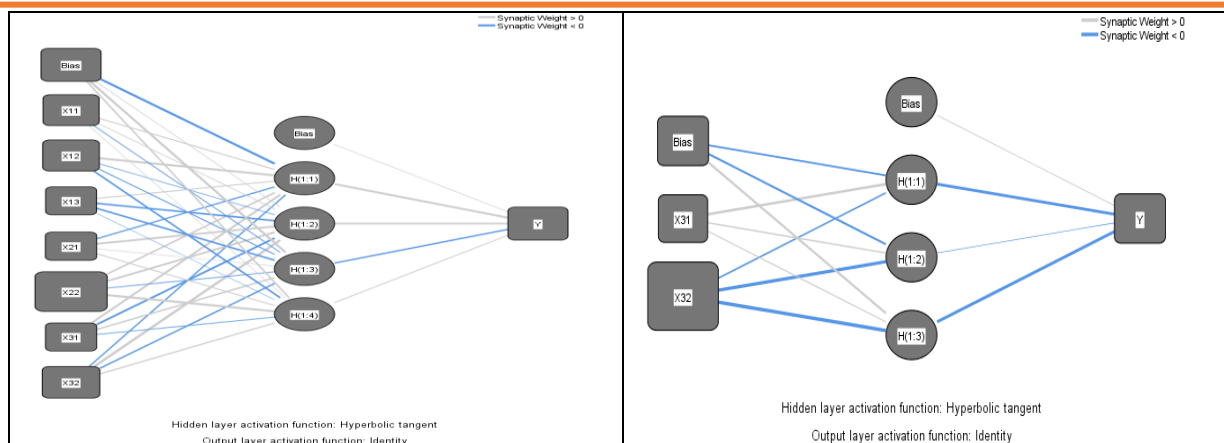 Synaptic Weight > 0
Synaptic Weight < 0
Bias
X11
X12
X13
X21
X22
X31
X32
Bias
H(1:1)
H(1:2)
H(1:3)
H(1:4)
Y
Hidden layer activation function: Hyperbolic tangent
Output layer activation function: Identity
Synaptic Weight > 0
Synaptic Weight < 0
Bias
X31
X32
Bias
H(1:1)
H(1:2)
H(1:3)
Y
Hidden layer activation function: Hyperbolic tangent
Output layer activation function: Identity